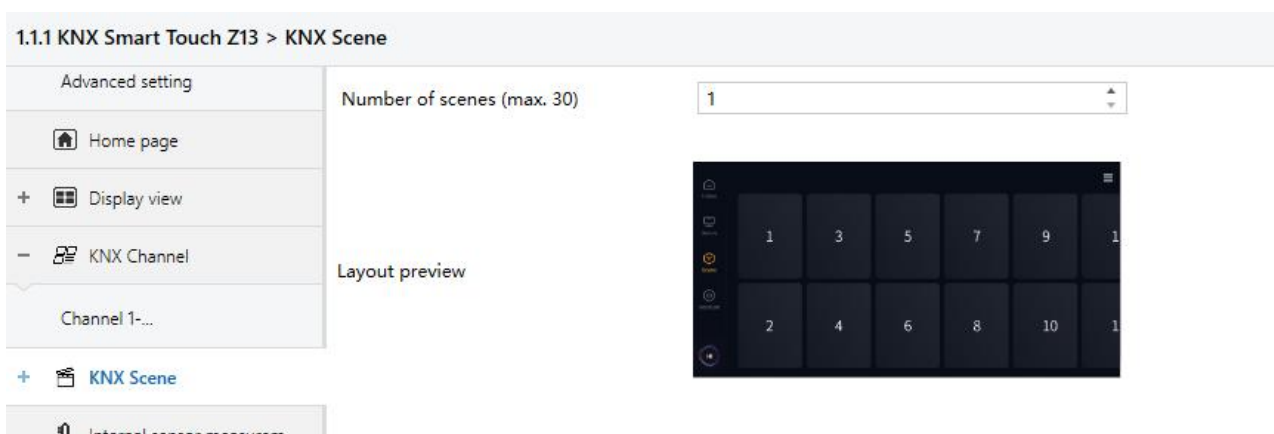 1.1.1 KNX Smart Touch Z13 > KNX Scene
Advanced setting
Number of scenes (max. 30)
1
Home page
+ Display view
− KNX Channel
Layout preview
1 3 5 7 9 1
2 4 6 8 10 1
Channel 1-...
+ KNX Scene